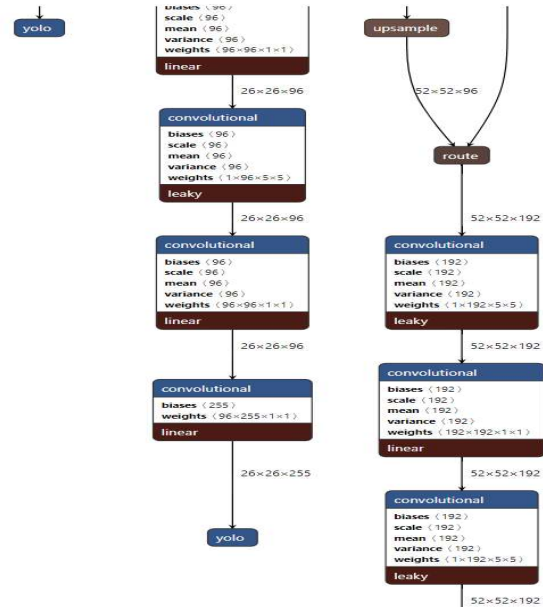 yolo
biases ⟨96⟩
scale ⟨96⟩
mean ⟨96⟩
variance ⟨96⟩
weights ⟨96×96×1×1⟩
linear
26×26×96
convolutional
biases ⟨96⟩
scale ⟨96⟩
mean ⟨96⟩
variance ⟨96⟩
weights ⟨1×96×5×5⟩
leaky
26×26×96
convolutional
biases ⟨96⟩
scale ⟨96⟩
mean ⟨96⟩
variance ⟨96⟩
weights ⟨96×96×1×1⟩
linear
26×26×96
convolutional
biases ⟨255⟩
weights ⟨96×255×1×1⟩
linear
26×26×255
yolo
upsample
52×52×96
route
52×52×192
convolutional
biases ⟨192⟩
scale ⟨192⟩
mean ⟨192⟩
variance ⟨192⟩
weights ⟨1×192×5×5⟩
leaky
52×52×192
convolutional
biases ⟨192⟩
scale ⟨192⟩
mean ⟨192⟩
variance ⟨192⟩
weights ⟨192×192×1×1⟩
linear
52×52×192
convolutional
biases ⟨192⟩
scale ⟨192⟩
mean ⟨192⟩
variance ⟨192⟩
weights ⟨1×192×5×5⟩
leaky
52×52×192